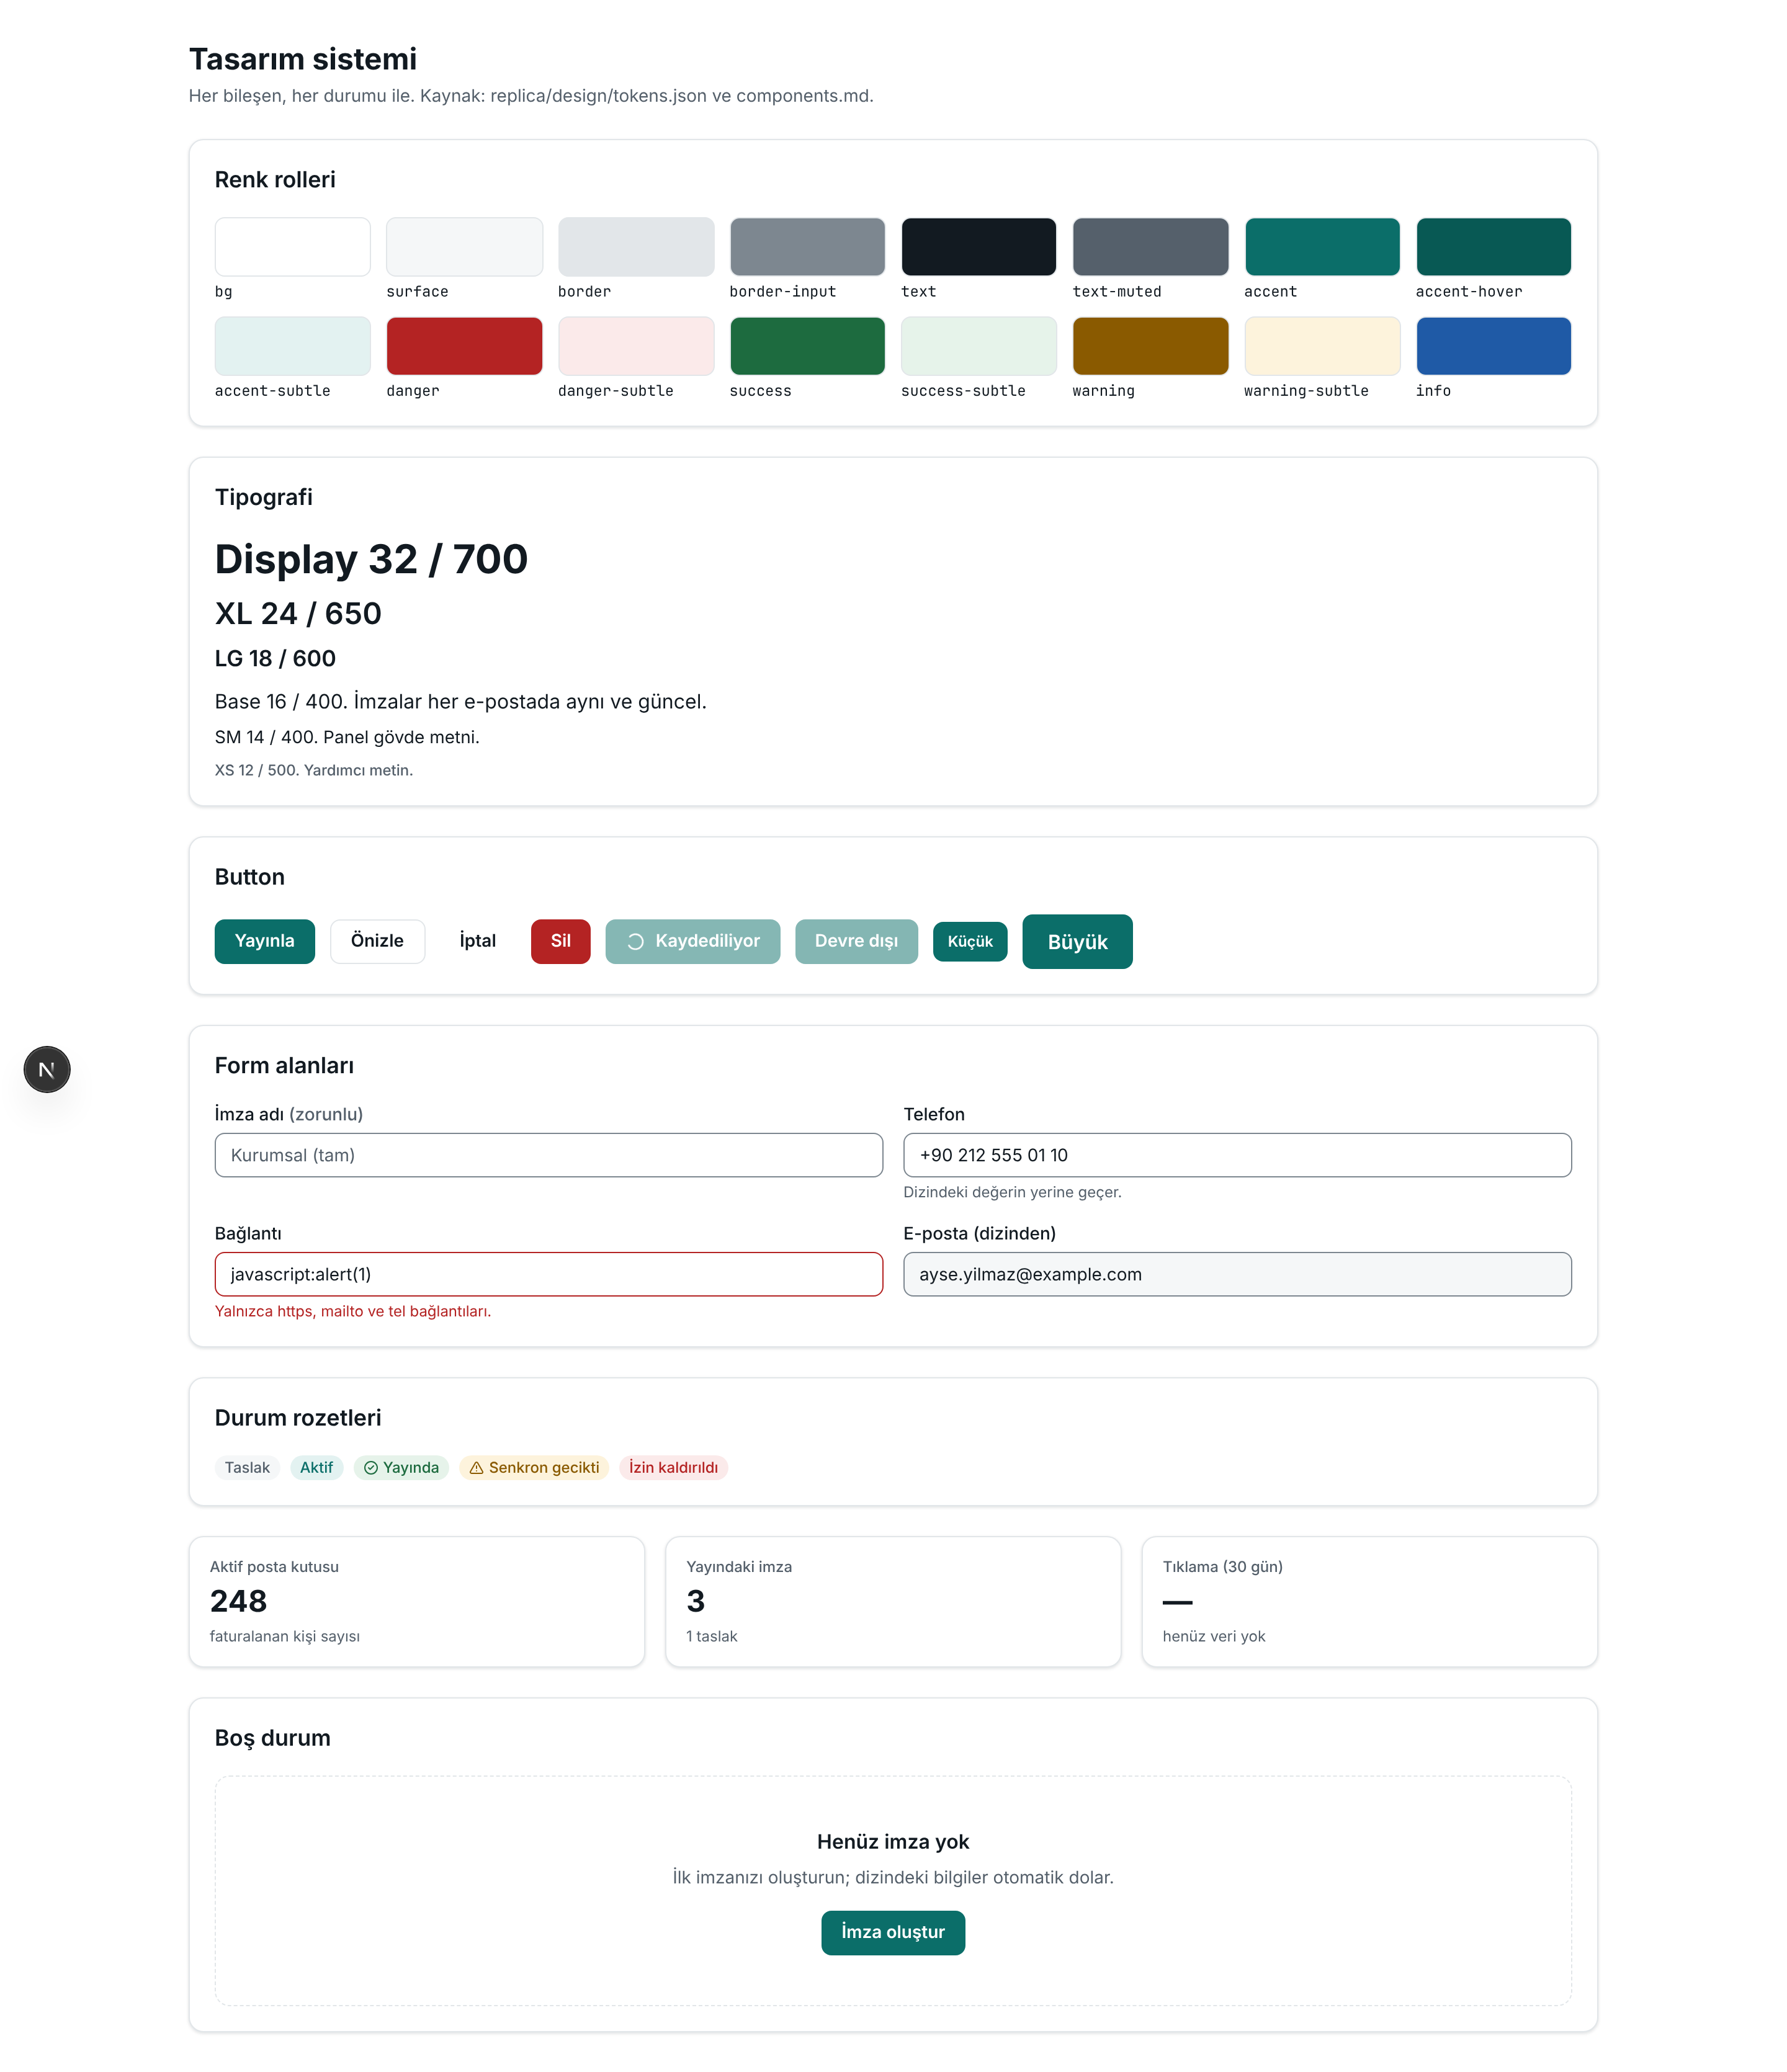 Tasarım sistemi
Her bileşen, her durumu ile. Kaynak: replica/design/tokens.json ve components.md.
Renk rolleri
bg surface border border-input text text-muted accent accent-hover
accent-subtle danger danger-subtle success success-subtle warning warning-subtle info
Tipografi
Display 32 / 700
XL 24 / 650
LG 18 / 600
Base 16 / 400. İmzalar her e-postada aynı ve güncel.
SM 14 / 400. Panel gövde metni.
XS 12 / 500. Yardımcı metin.
Button
Yayınla Önizle İptal Sil Kaydediliyor Devre dışı Küçük Büyük
N
Form alanları
İmza adı (zorunlu)
Kurumsal (tam)
Telefon
+90 212 555 01 10
Dizindeki değerin yerine geçer.
Bağlantı
javascript:alert(1)
Yalnızca https, mailto ve tel bağlantıları.
E-posta (dizinden)
ayse.yilmaz@example.com
Durum rozetleri
Taslak Aktif Yayında Senkron gecikti İzin kaldırıldı
Aktif posta kutusu
248
faturalanan kişi sayısı
Yayındaki imza
3
1 taslak
Tıklama (30 gün)
—
henüz veri yok
Boş durum
Henüz imza yok
İlk imzanızı oluşturun; dizindeki bilgiler otomatik dolar.
İmza oluştur